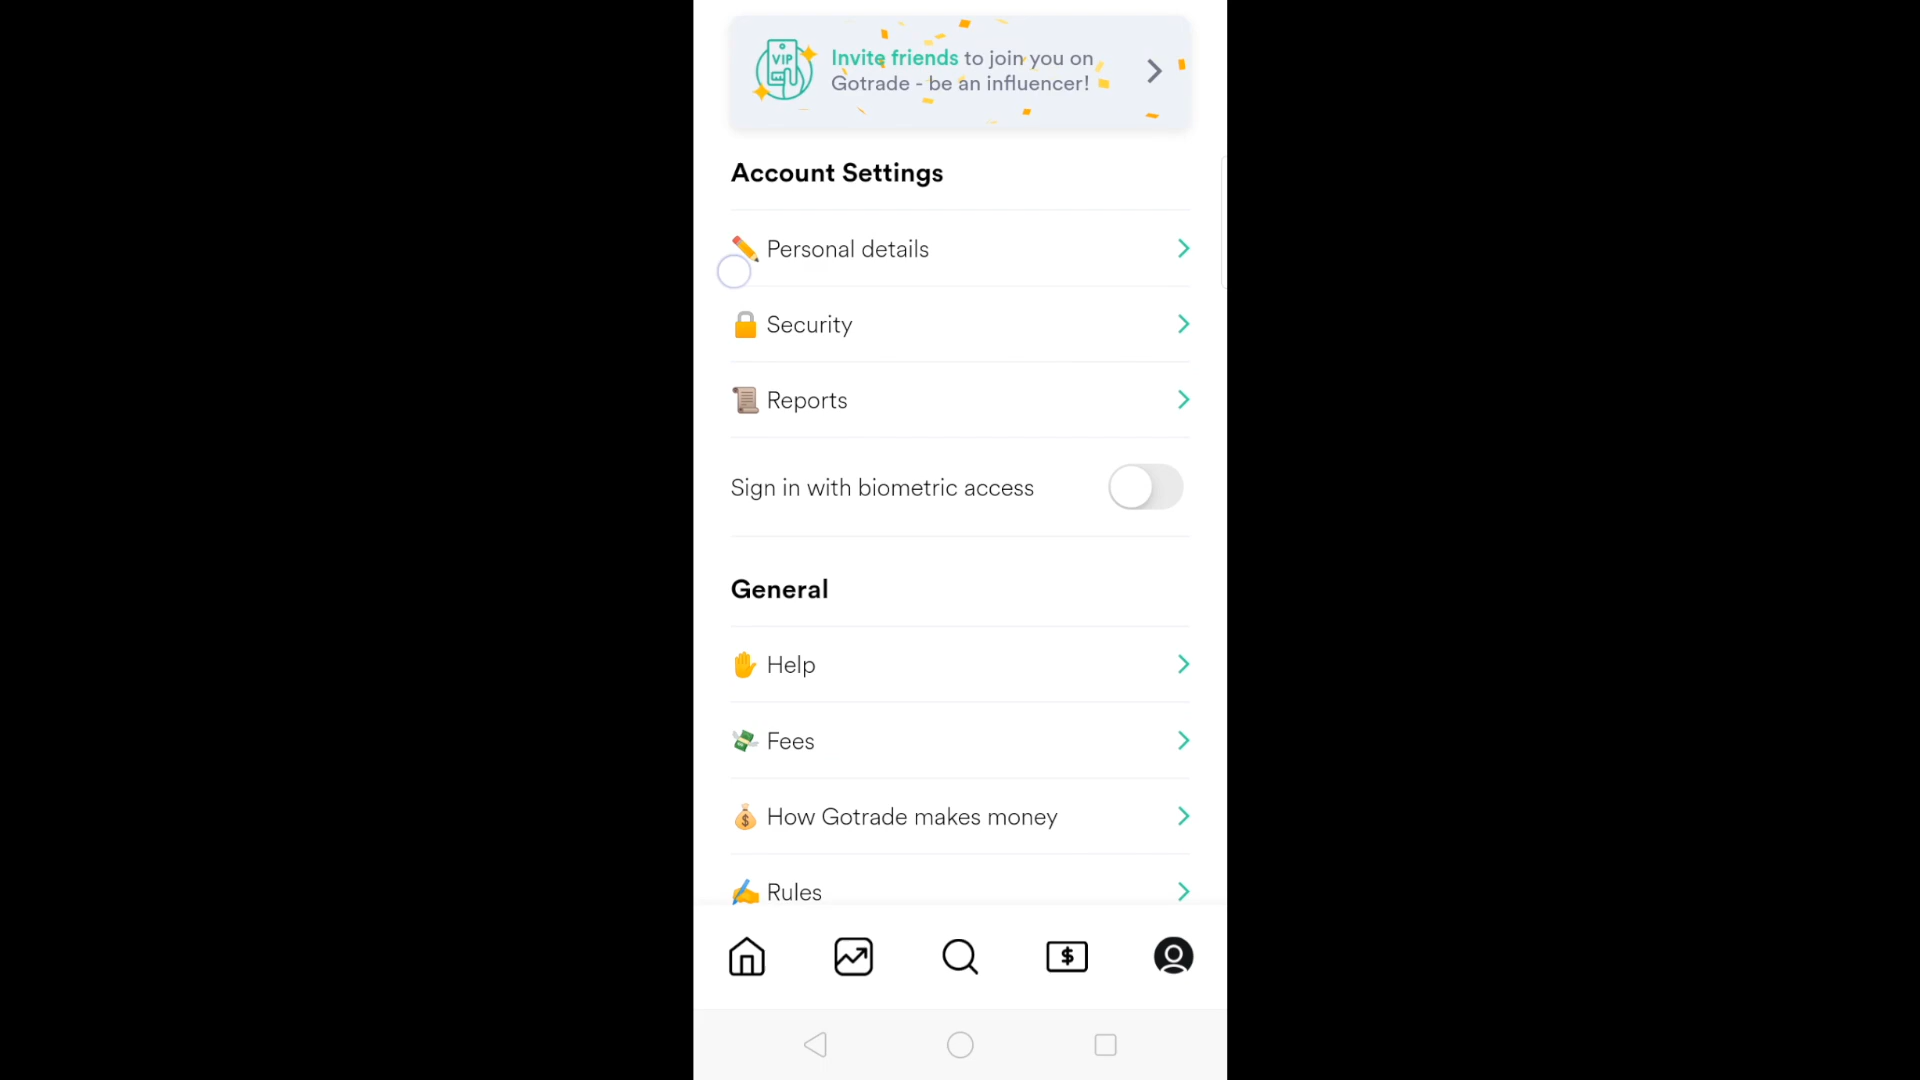 VIP
Invite friends to join you on
Gotrade - be an influencer!
Account Settings
Personal details
Security
Reports
Sign in with biometric access
General
Help
Fees
How Gotrade makes money
Rules
$